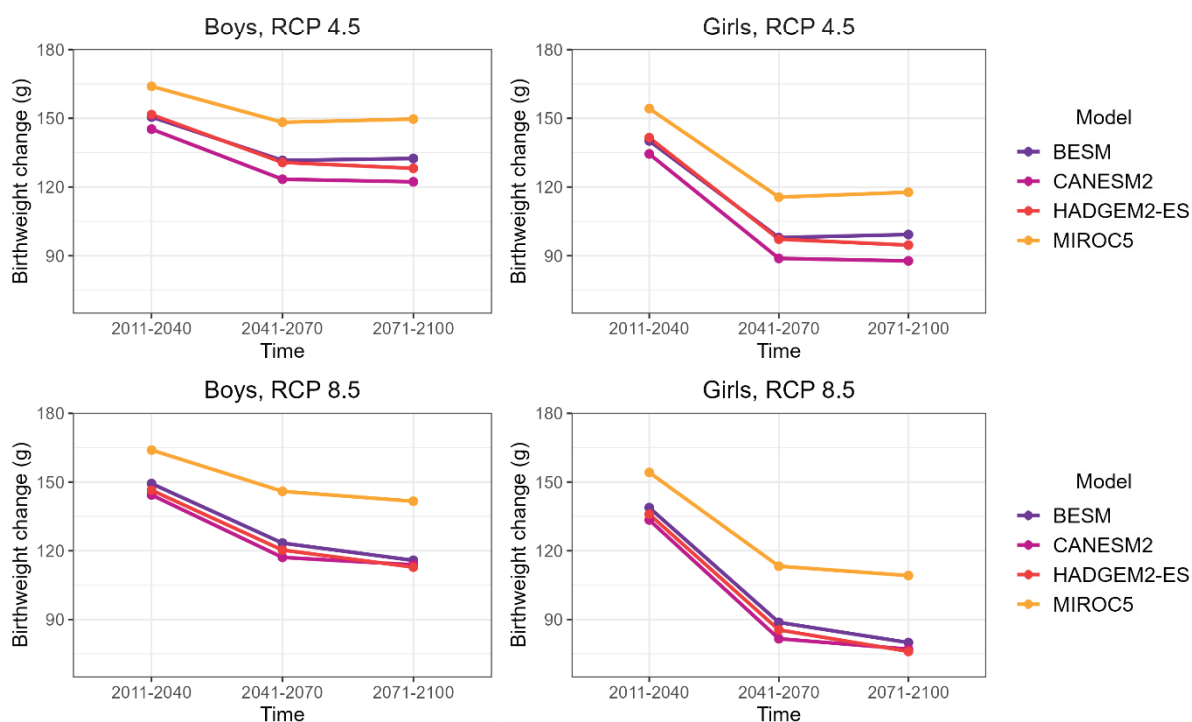 Boys, RCP 4.5
Birthweight change (g)
180
150
120
90
2011-2040
2041-2070
2071-2100
Time
Girls, RCP 4.5
Birthweight change (g)
180
150
120
90
2011-2040
2041-2070
2071-2100
Time
Model
BESM
CANESM2
HADGEM2-ES
MIROC5
Boys, RCP 8.5
Birthweight change (g)
180
150
120
90
2011-2040
2041-2070
2071-2100
Time
Girls, RCP 8.5
Birthweight change (g)
180
150
120
90
2011-2040
2041-2070
2071-2100
Time
Model
BESM
CANESM2
HADGEM2-ES
MIROC5